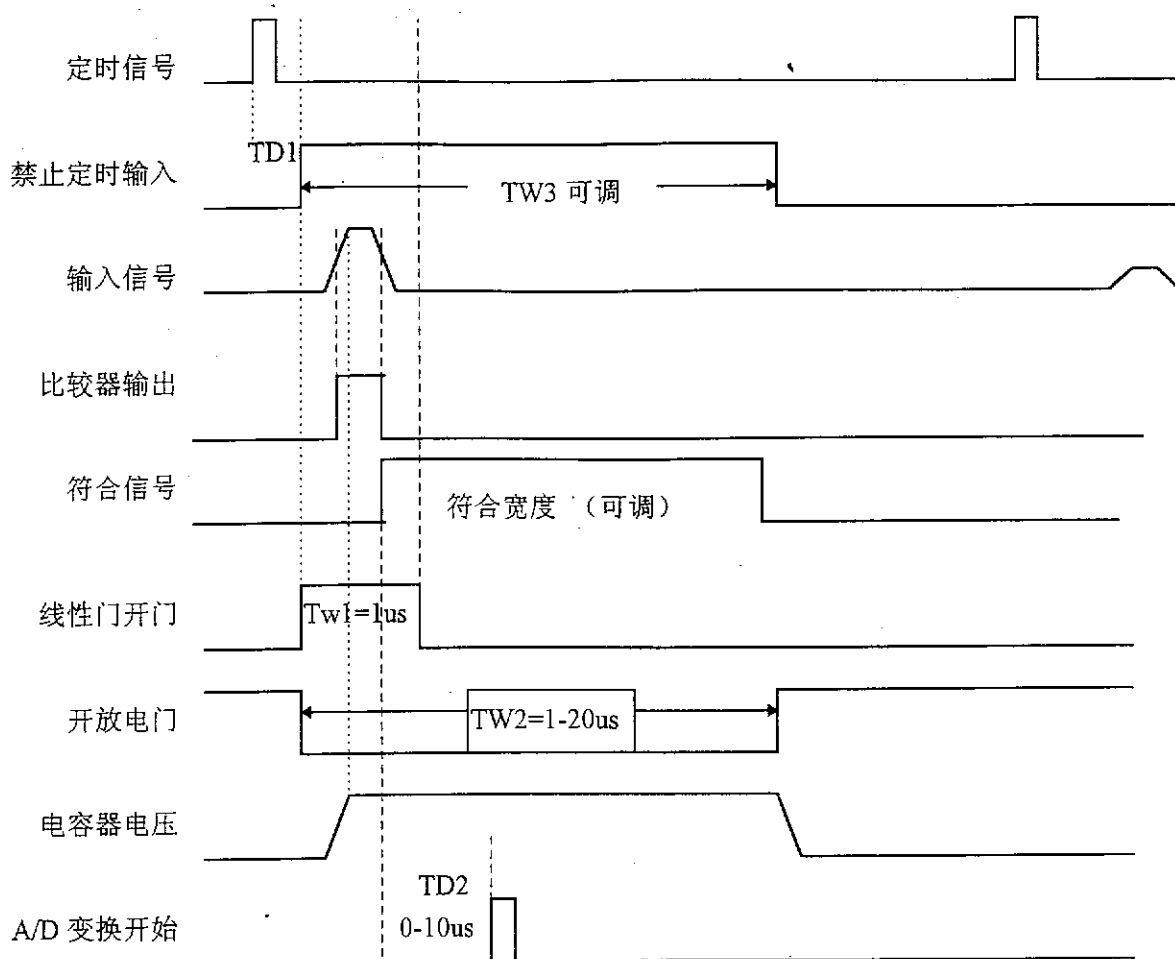 定时信号
TD1
禁止定时输入
TW3 可调
输入信号
比较器输出
符合信号
符合宽度 （可调）
线性门开门
Tw1=1us
开放电门
TW2=1-20us
电容器电压
TD2
A/D 变换开始
0-10us